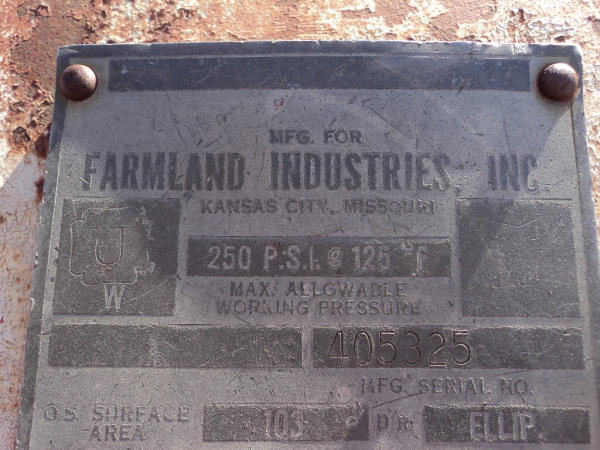 MFG. FOR
FARMLAND INDUSTRIES, INC.
KANSAS CITY, MISSOURI
U
W
250 P.S.I. @ 125 °F
MAX. ALLOWABLE
WORKING PRESSURE
405325
MFG. SERIAL NO.
O.S. SURFACE
AREA
103
ELLIP.